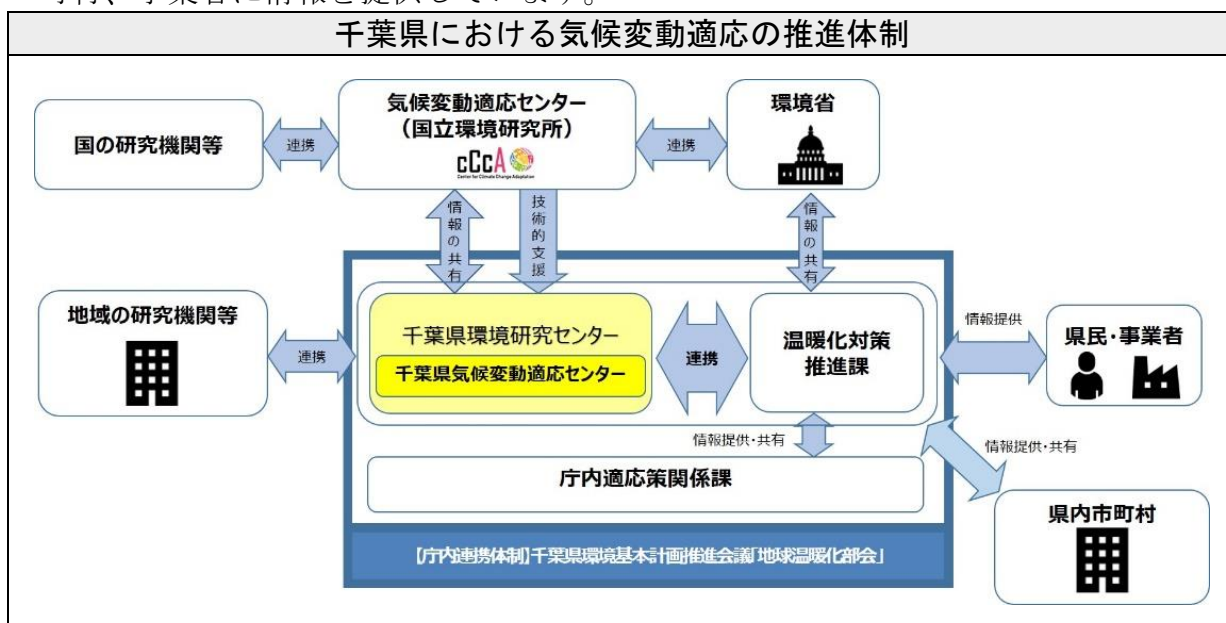 千葉県における気候変動適応の推進体制
国の研究機関等
連携
気候変動適応センター
(国立環境研究所)
CCCA
Center for Climate Change Adaptation
連携
環境省
情報の共有
技術的支援
情報の共有
地域の研究機関等
連携
千葉県環境研究センター
千葉県気候変動適応センター
連携
温暖化対策
推進課
情報提供
県民・事業者
情報提供・共有
庁内適応策関係課
情報提供・共有
県内市町村
【庁内連携体制】千葉県環境基本計画推進会議「地球温暖化部会」